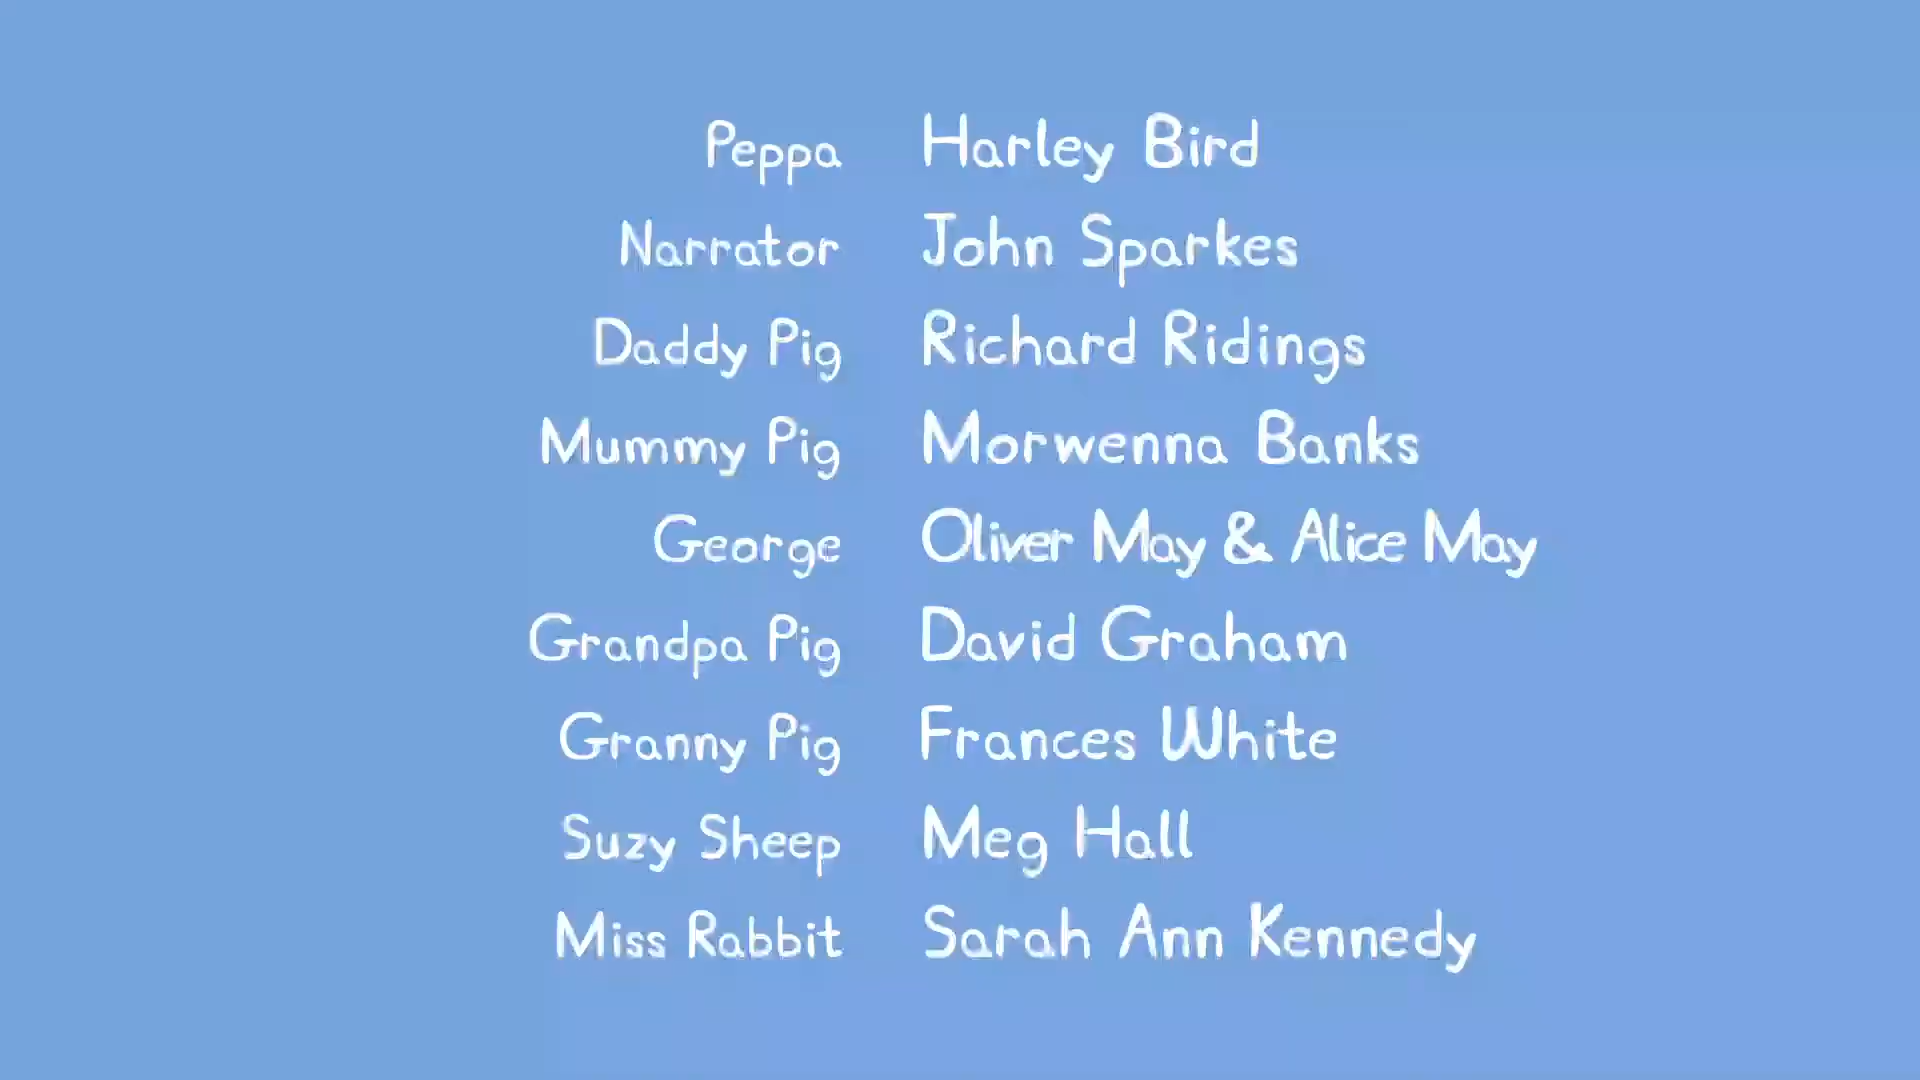 Peppa Harley Bird
Narrator John Sparkes
Daddy Pig Richard Ridings
Mummy Pig Morwenna Banks
George Oliver May & Alice May
Grandpa Pig David Graham
Granny Pig Frances White
Suzy Sheep Meg Hall
Miss Rabbit Sarah Ann Kennedy